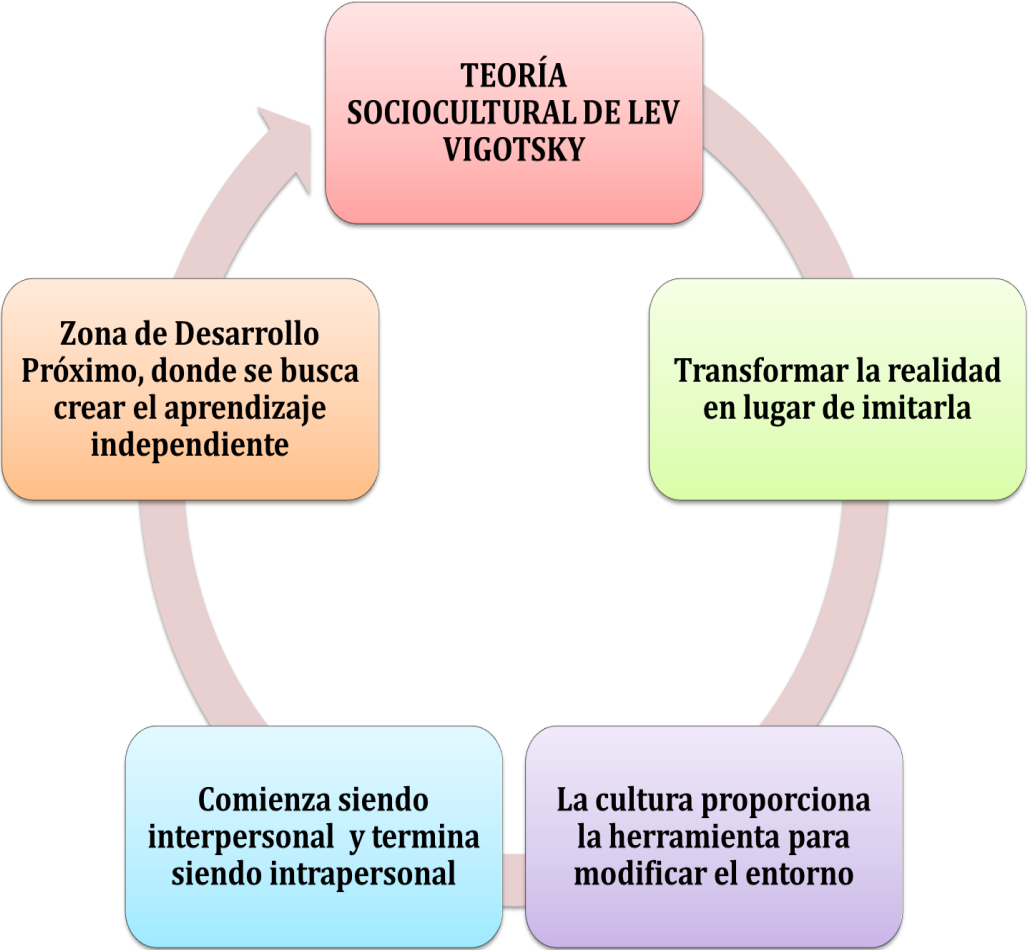 TEORÍA
SOCIOCULTURAL DE LEV
VIGOTSKY
Transformar la realidad
en lugar de imitarla
La cultura proporciona
la herramienta para
modificar el entorno
Comienza siendo
interpersonal y termina
siendo intrapersonal
Zona de Desarrollo
Próximo, donde se busca
crear el aprendizaje
independiente